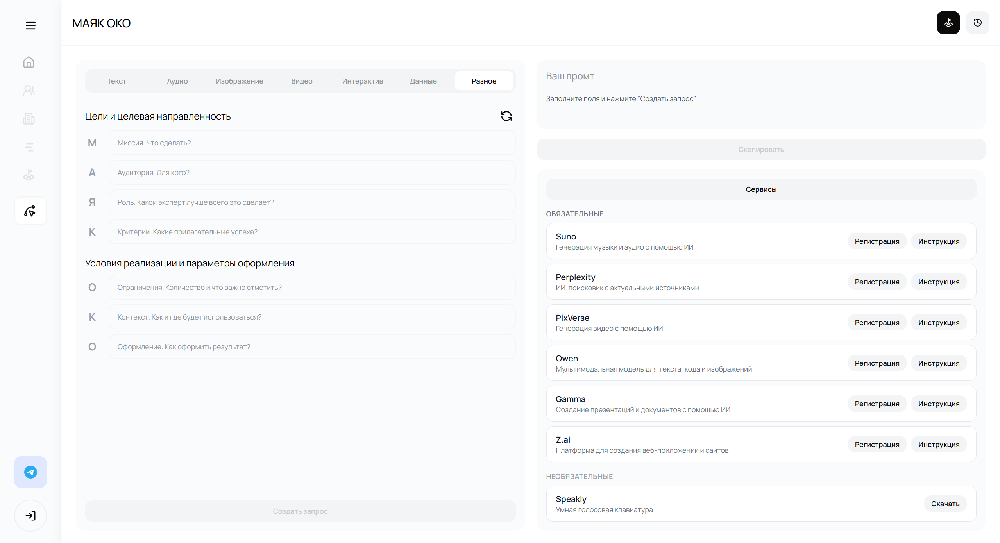 МАЯК ОКО
Текст
Аудио
Изображение
Видео
Интерактив
Данные
Разное
Цели и целевая направленность
М
Миссия. Что сделать?
А
Аудитория. Для кого?
Я
Роль. Какой эксперт лучше всего это сделает?
К
Критерии. Какие прилагательные успеха?
Условия реализации и параметры оформления
О
Ограничения. Количество и что важно отметить?
К
Контекст. Как и где будет использоваться?
О
Оформление. Как оформить результат?
Создать запрос
Ваш промт
Заполните поля и нажмите "Создать запрос"
Скопировать
Сервисы
ОБЯЗАТЕЛЬНЫЕ
Suno
Генерация музыки и аудио с помощью ИИ
Регистрация
Инструкция
Perplexity
ИИ-поисковик с актуальными источниками
Регистрация
Инструкция
PixVerse
Генерация видео с помощью ИИ
Регистрация
Инструкция
Qwen
Мультимодальная модель для текста, кода и изображений
Регистрация
Инструкция
Gamma
Создание презентаций и документов с помощью ИИ
Регистрация
Инструкция
Z.ai
Платформа для создания веб-приложений и сайтов
Регистрация
Инструкция
НЕОБЯЗАТЕЛЬНЫЕ
Speakly
Умная голосовая клавиатура
Скачать